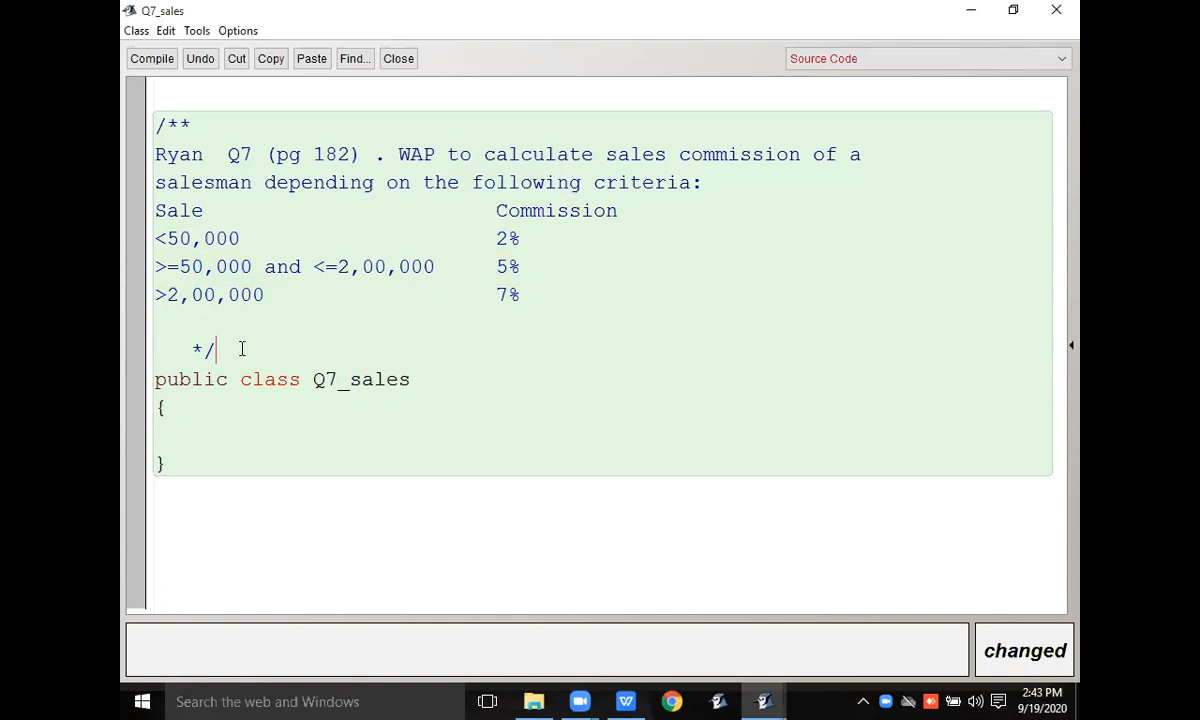 Q7_sales
Class Edit Tools Options
Compile Undo Cut Copy Paste Find... Close Source Code
/**
Ryan Q7 (pg 182) . WAP to calculate sales commission of a
salesman depending on the following criteria:
Sale Commission
<50,000 2%
>=50,000 and <=2,00,000 5%
>2,00,000 7%
*/
public class Q7_sales
{
}
changed
Search the web and Windows
2:43 PM
9/19/2020